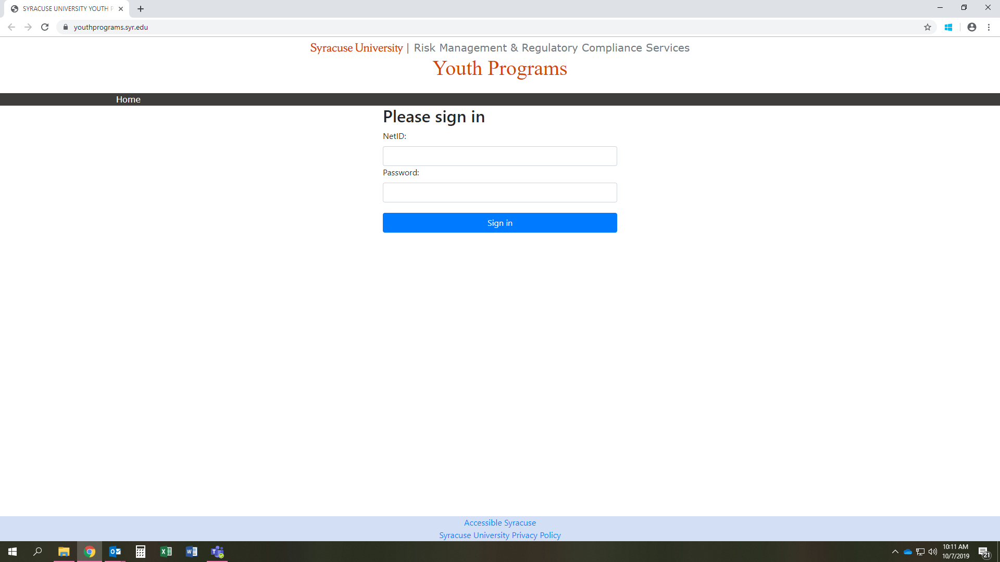 SYRACUSE UNIVERSITY YOUTH P
youthprograms.syr.edu
Syracuse University | Risk Management & Regulatory Compliance Services
Youth Programs
Home
Please sign in
NetID:
Password:
Sign in
Accessible Syracuse
Syracuse University Privacy Policy
10:11 AM
10/7/2019
21